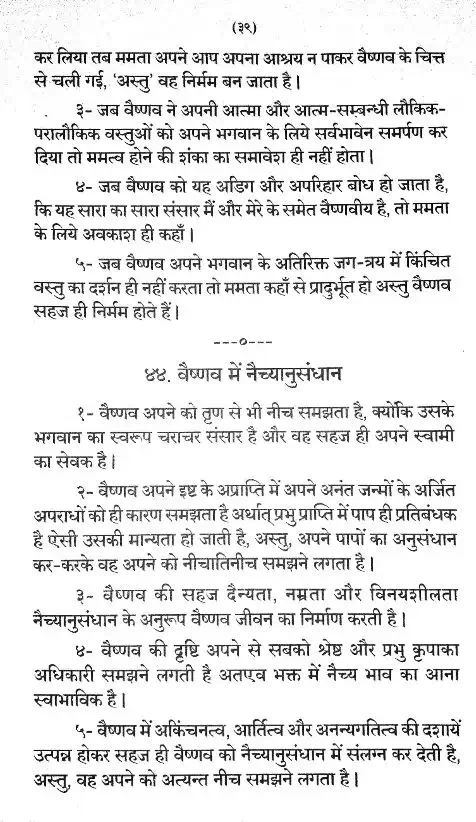 (३९)
कर लिया तब ममता अपने आप अपना आश्रय न पाकर वैष्णव के चित्त
से चली गई, ‘अस्तु’ वह निर्मम बन जाता है।
३- जब वैष्णव ने अपनी आत्मा और आत्म-सम्बन्धी लौकिक-
परालौकिक वस्तुओं को अपने भगवान के लिये सर्वभावेन समर्पण कर
दिया तो ममत्व होने की शंका का समावेश ही नहीं होता।
४- जब वैष्णव को यह अडिग और अपरिहार बोध हो जाता है,
कि यह सारा का सारा संसार मैं और मेरे के समेत वैष्णवीय है, तो ममता
के लिये अवकाश ही कहाँ।
५- जब वैष्णव अपने भगवान के अतिरिक्त जग-त्रय में किंचित
वस्तु का दर्शन ही नहीं करता तो ममता कहाँ से प्रादुर्भूत हो अस्तु वैष्णव
सहज ही निर्मम होते हैं।
---०---
४४. वैष्णव में नैच्यानुसंधान
१- वैष्णव अपने को तृण से भी नीच समझता है, क्योंकि उसके
भगवान का स्वरूप चराचर संसार है और वह सहज ही अपने स्वामी
का सेवक है।
२- वैष्णव अपने इष्ट के अप्राप्ति में अपने अनंत जन्मों के अर्जित
अपराधों को ही कारण समझता है अर्थात् प्रभु प्राप्ति में पाप ही प्रतिबंधक
है ऐसी उसकी मान्यता हो जाती है, अस्तु, अपने पापों का अनुसंधान
कर-करके वह अपने को नीचातिनीच समझने लगता है।
३- वैष्णव की सहज दैन्यता, नम्रता और विनयशीलता
नैच्यानुसंधान के अनुरूप वैष्णव जीवन का निर्माण करती है।
४- वैष्णव की दृष्टि अपने से सबको श्रेष्ठ और प्रभु कृपाका
अधिकारी समझने लगती है अतएव भक्त में नैच्य भाव का आना
स्वाभाविक है।
५- वैष्णव में अकिंचनत्व, आर्तित्व और अनन्यगतित्व की दशायें
उत्पन्न होकर सहज ही वैष्णव को नैच्यानुसंधान में संलग्न कर देती है,
अस्तु, वह अपने को अत्यन्त नीच समझने लगता है।